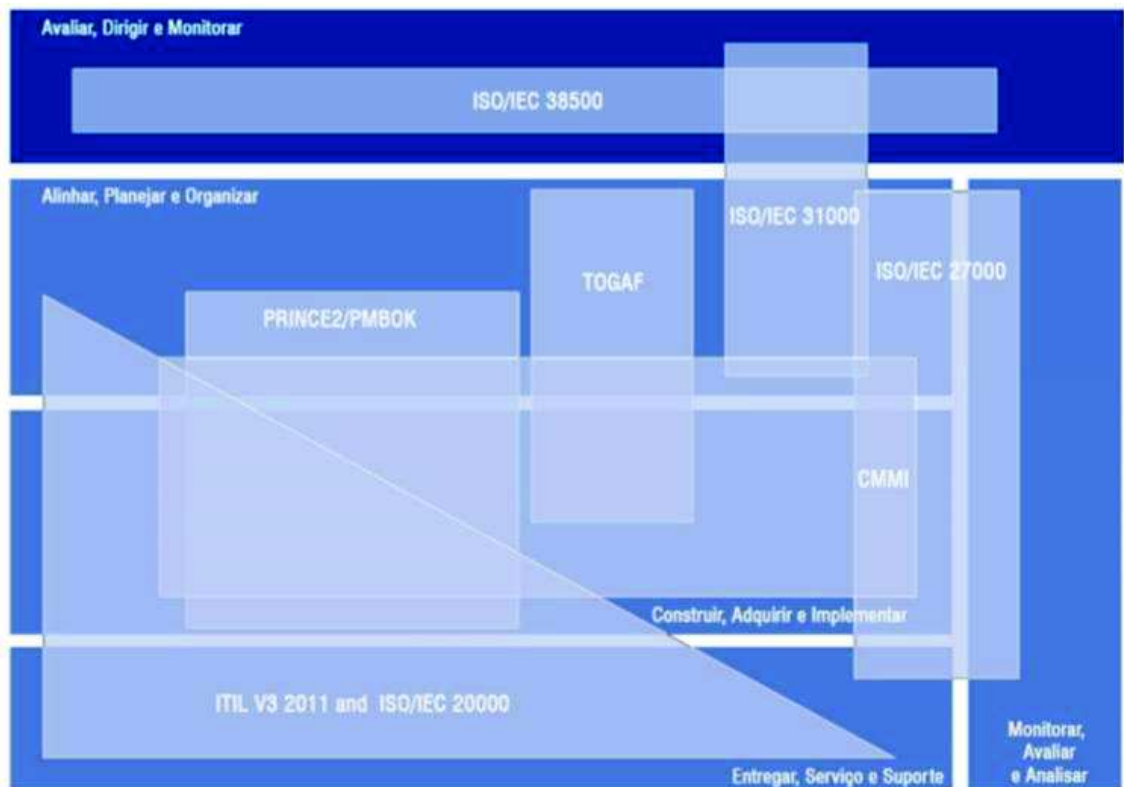 Avaliar, Dirigir e Monitorar
ISO/IEC 38500
Alinhar, Planejar e Organizar
ISO/IEC 31000
ISO/IEC 27000
TOGAF
PRINCE2/PMBOK
CMMI
Construir, Adquirir e Implementar
ITIL V3 2011 and ISO/IEC 20000
Entregar, Serviço e Suporte
Monitorar,
Avaliar
e Analisar